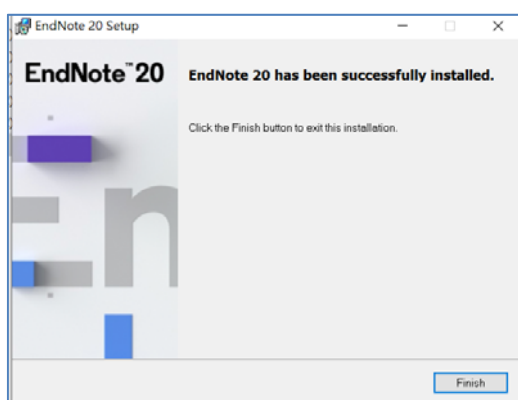 EndNote 20 Setup
EndNote™20
EndNote 20 has been successfully installed.
Click the Finish button to exit this installation.
En
Finish